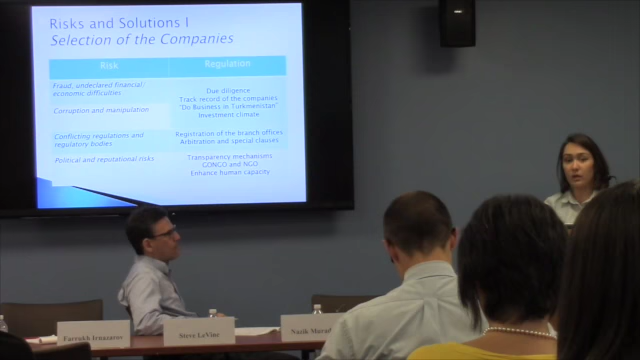 Risks and Solutions I
Selection of the Companies
Risk
Regulation
Fraud, undeclared financial;
economic difficulties
Due diligence
Track record of the companies
"Do Business in Turkmenistan"
Investment climate
Corruption and manipulation
Conflicting regulations and
regulatory bodies
Registration of the branch offices
Arbitration and special clauses
Political and reputational risks
Transparency mechanisms
GONGO and NGO
Enhance human capacity
Farrukh Irnazarov
Steve LeVine
Nazik